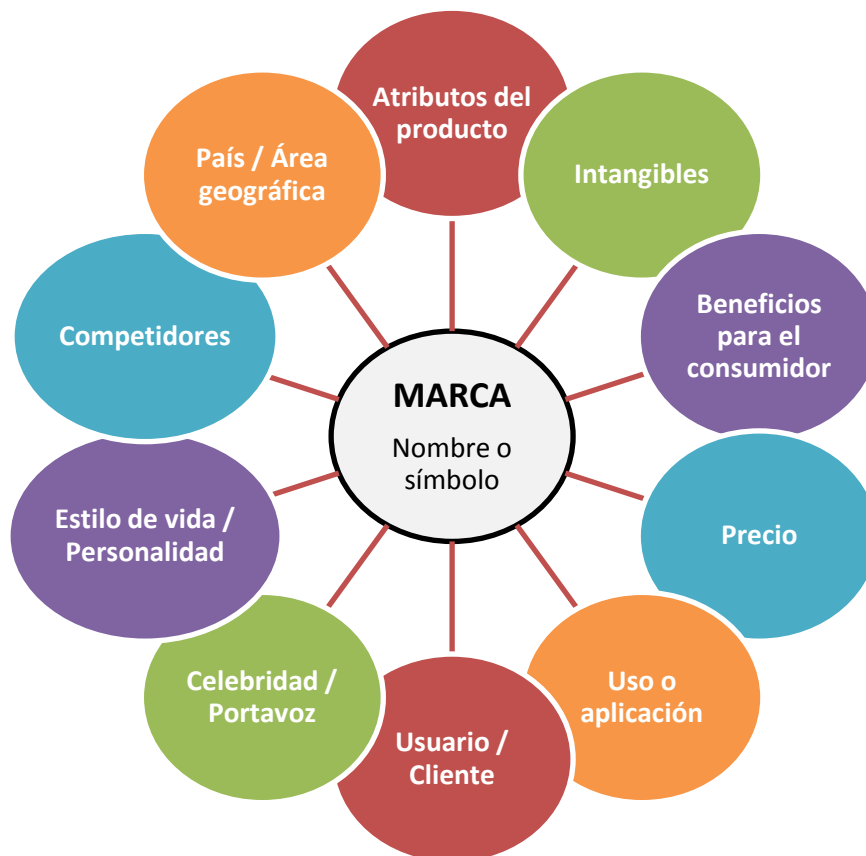 Atributos del
producto
Intangibles
Beneficios
para el
consumidor
Precio
Uso o
aplicación
Usuario /
Cliente
Celebridad /
Portavoz
Estilo de vida /
Personalidad
Competidores
País / Área
geográfica
MARCA
Nombre o
símbolo